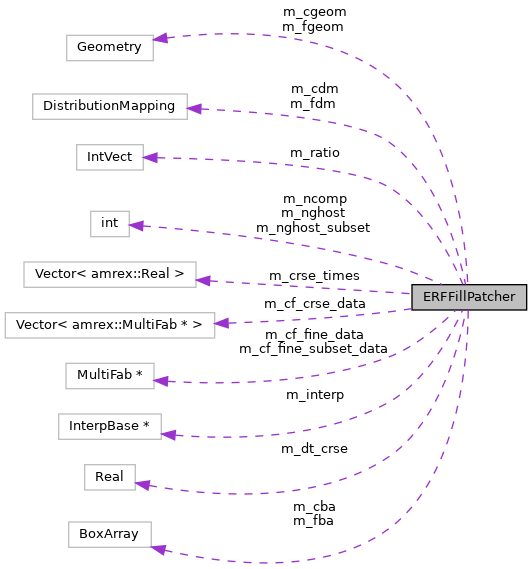 m_cgeom
m_fgeom
Geometry
m_cdm
m_fdm
DistributionMapping
m_ratio
IntVect
m_ncomp
m_nghost
m_nghost_subset
int
m_crse_times
Vector< amrex::Real >
ERFFillPatcher
m_cf_crse_data
Vector< amrex::MultiFab * >
m_cf_fine_data
m_cf_fine_subset_data
MultiFab *
m_interp
InterpBase *
m_dt_crse
Real
m_cba
m_fba
BoxArray